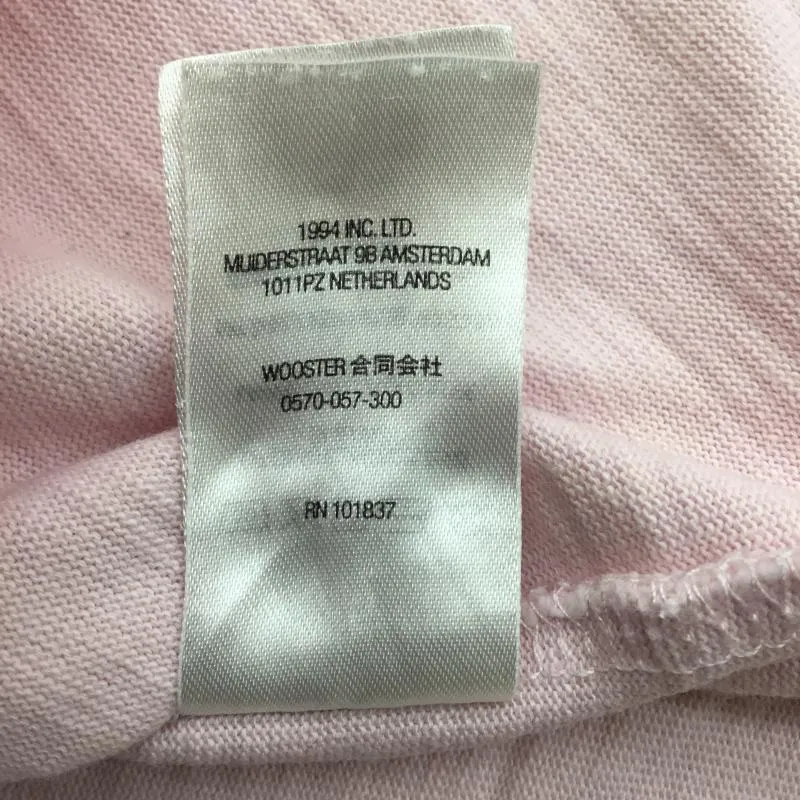 1994 INC. LTD.
MUIDERSTRAAT 9B AMSTERDAM
1011PZ NETHERLANDS
WOOSTER 合同会社
0570-057-300
RN 101837